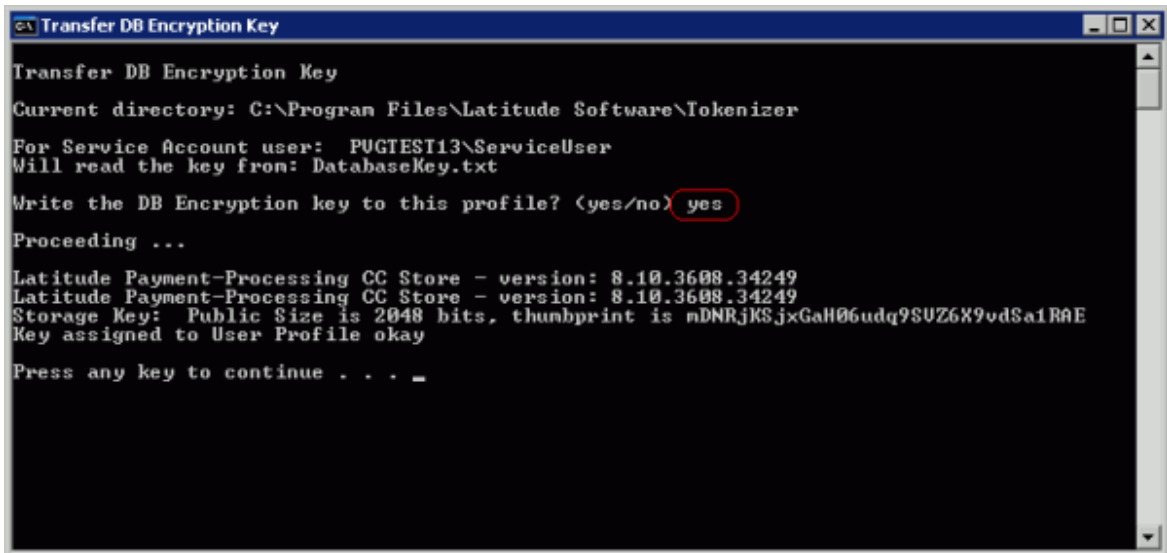 Transfer DB Encryption Key
Transfer DB Encryption Key
Current directory: C:\Program Files\Latitude Software\Tokenizer
For Service Account user:  PVGTEST13\ServiceUser
Will read the key from: DatabaseKey.txt
Write the DB Encryption key to this profile? (yes/no) yes
Proceeding ...
Latitude Payment-Processing CC Store - version: 8.10.3608.34249
Latitude Payment-Processing CC Store - version: 8.10.3608.34249
Storage Key:  Public Size is 2048 bits, thumbprint is mDNRjKSjxGaH06udq9SVZ6X9vdSa1RAE
Key assigned to User Profile okay
Press any key to continue . . . _